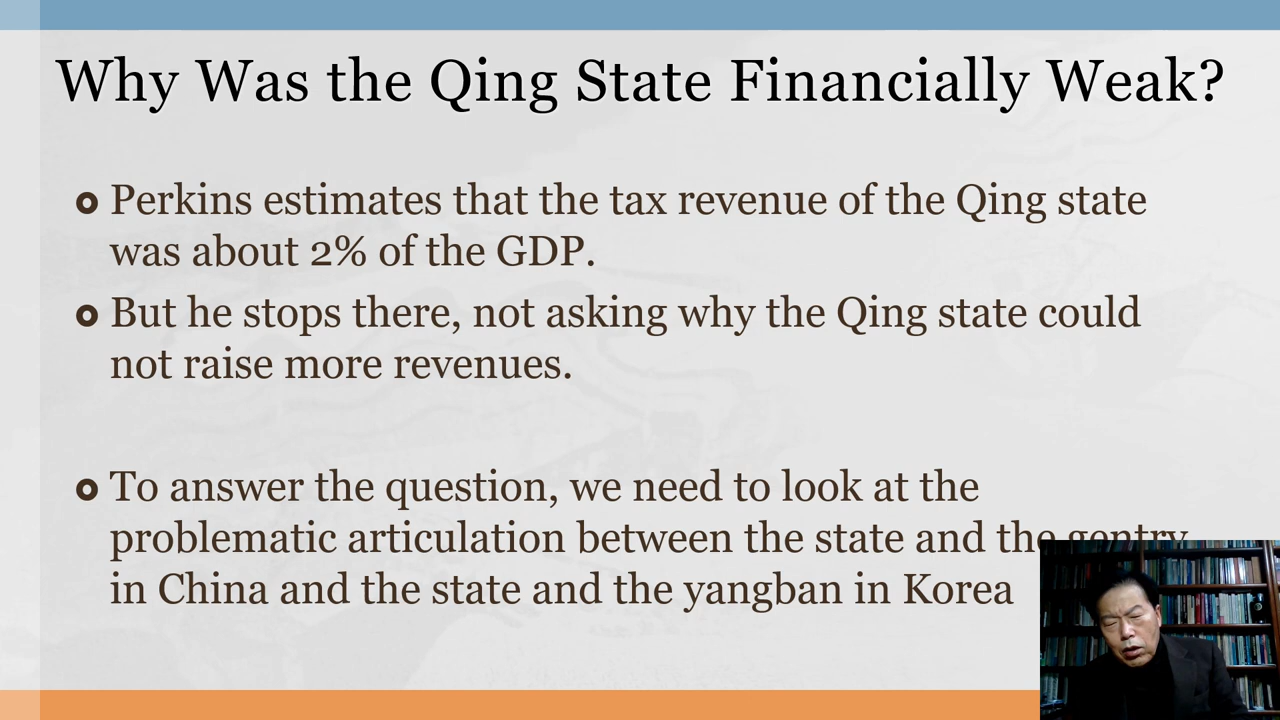 Why Was the Qing State Financially Weak?
Perkins estimates that the tax revenue of the Qing state
was about 2% of the GDP.
But he stops there, not asking why the Qing state could
not raise more revenues.
To answer the question, we need to look at the
problematic articulation between the state and the gentry
in China and the state and the yangban in Korea